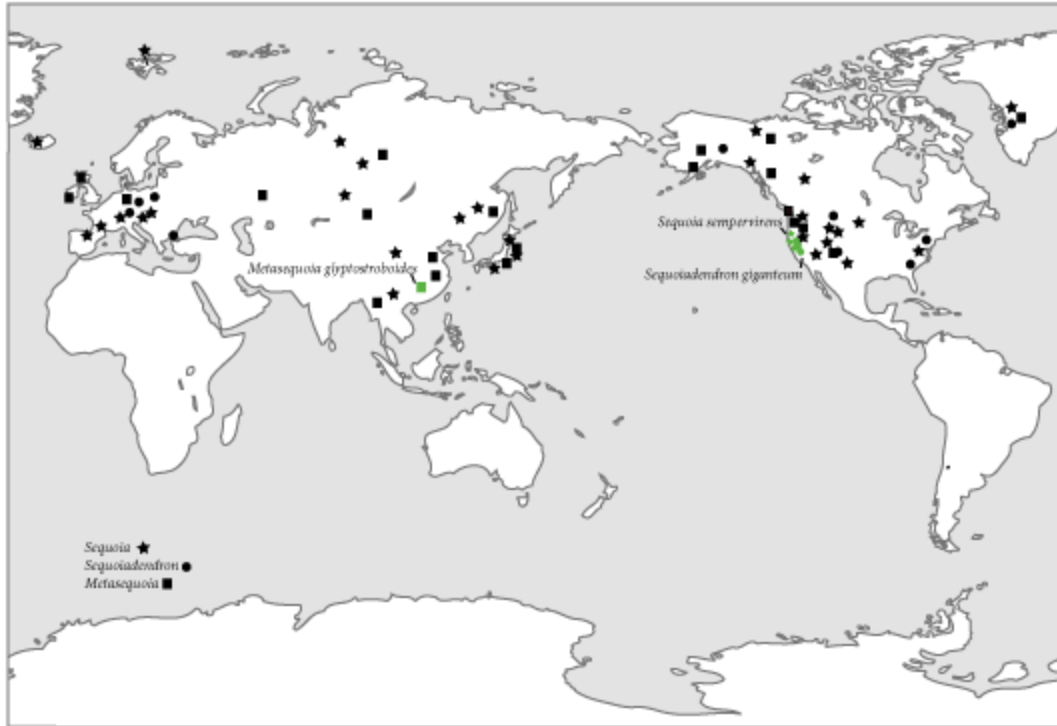 Sequoia sempervirens
Metasequoia glyptostroboides
Sequoiadendron giganteum
Sequoia
Sequoiadendron
Metasequoia